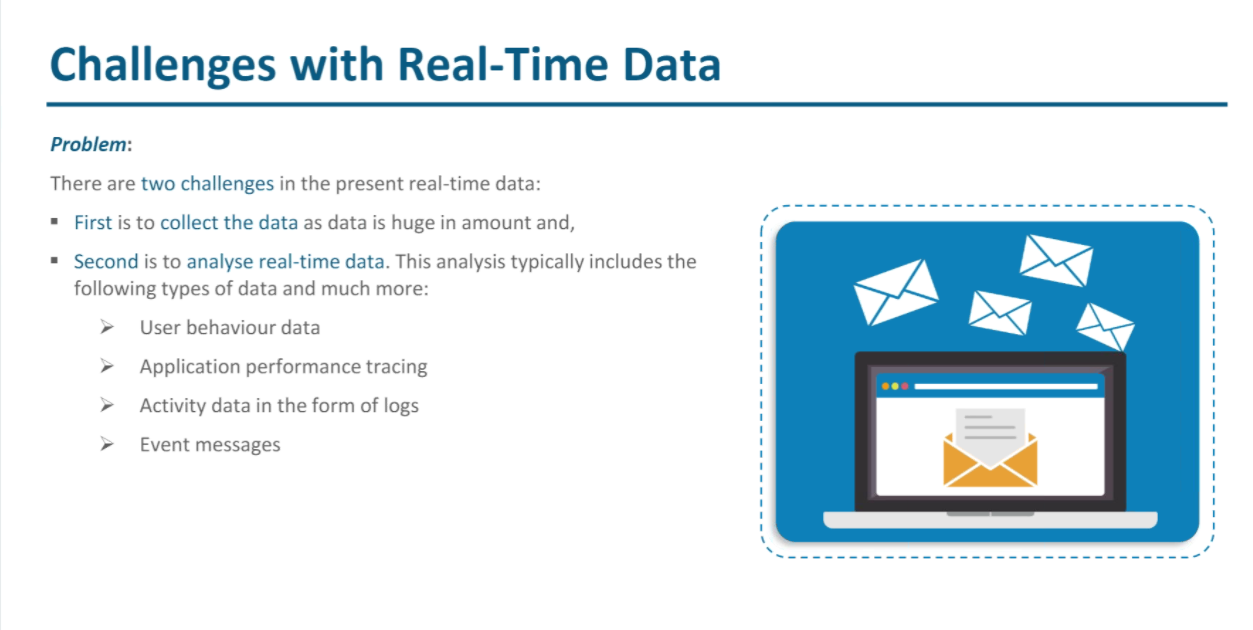 Challenges with Real-Time Data
Problem:
There are two challenges in the present real-time data:
▪ First is to collect the data as data is huge in amount and,
▪ Second is to analyse real-time data. This analysis typically includes the
following types of data and much more:
➢ User behaviour data
➢ Application performance tracing
➢ Activity data in the form of logs
➢ Event messages